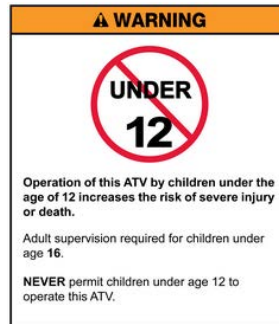 WARNING
UNDER
12
Operation of this ATV by children under the
age of 12 increases the risk of severe injury
or death.
Adult supervision required for children under
age 16.
NEVER permit children under age 12 to
operate this ATV.